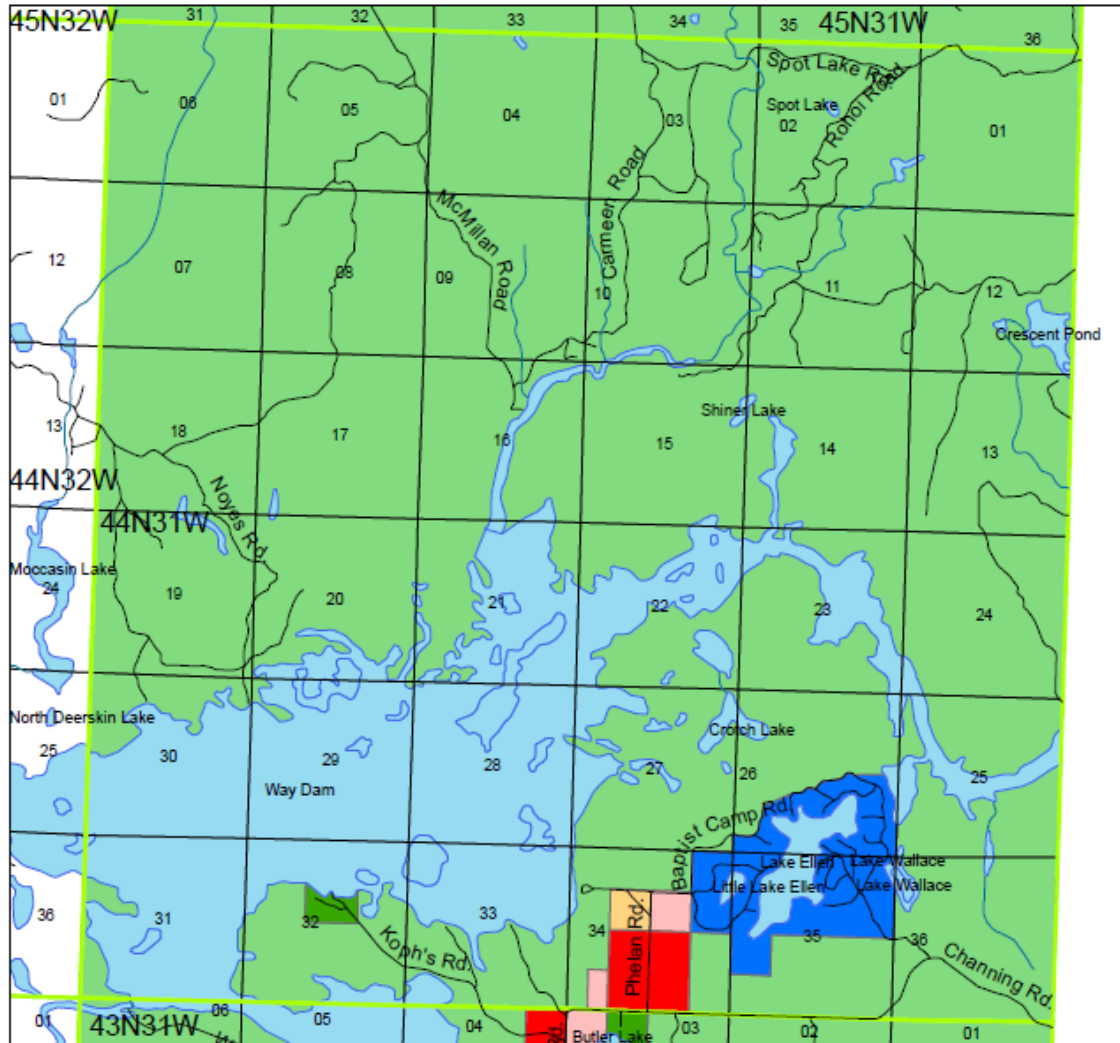 45N32W
31
32
33
34
35
45N31W
36
Spot Lake Rd.
01
06
05
04
03
Spot Lake
02
Rohoi Road
01
Carmeen Road
McMillan Road
12
07
08
09
10
11
12
Crescent Pond
Shiner Lake
13
18
17
16
15
14
13
44N32W
Noyes Rd.
44N31W
Moccasin Lake
24
19
20
21
22
23
24
North Deerskin Lake
25
30
29
28
27
Crotch Lake
26
25
Way Dam
Baptist Camp Rd.
Lake Ellen
Lake Wallace
Little Lake Ellen
Lake Wallace
36
31
32
33
34
Phelan Rd.
35
36
Koph's Rd.
Channing Rd.
01
43N31W
06
05
04
Rd.
Butler Lake
03
02
01